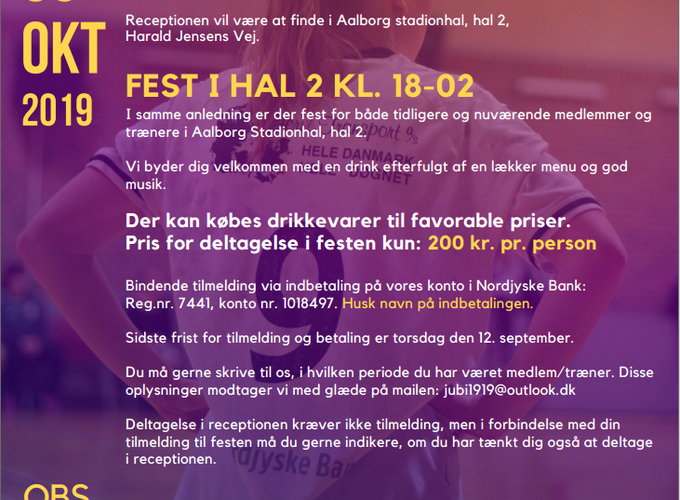 OKT
2019
Receptionen vil være at finde i Aalborg stadionhal, hal 2,
Harald Jensens Vej.
FEST I HAL 2 KL. 18-02
I samme anledning er der fest for både tidligere og nuværende medlemmer og
trænere i Aalborg Stadionhal, hal 2.
Vi byder dig velkommen med en drink efterfulgt af en lækker menu og god
musik.
Der kan købes drikkevarer til favorable priser.
Pris for deltagelse i festen kun: 200 kr. pr. person
Bindende tilmelding via indbetaling på vores konto i Nordjyske Bank:
Reg.nr. 7441, konto nr. 1018497. Husk navn på indbetalingen.
Sidste frist for tilmelding og betaling er torsdag den 12. september.
Du må gerne skrive til os, i hvilken periode du har været medlem/træner. Disse
oplysninger modtager vi med glæde på mailen: jubi1919@outlook.dk
Deltagelse i receptionen kræver ikke tilmelding, men i forbindelse med din
tilmelding til festen må du gerne indikere, om du har tænkt dig også at deltage
i receptionen.
HELE DANMARK
DØGNET
9
OBS